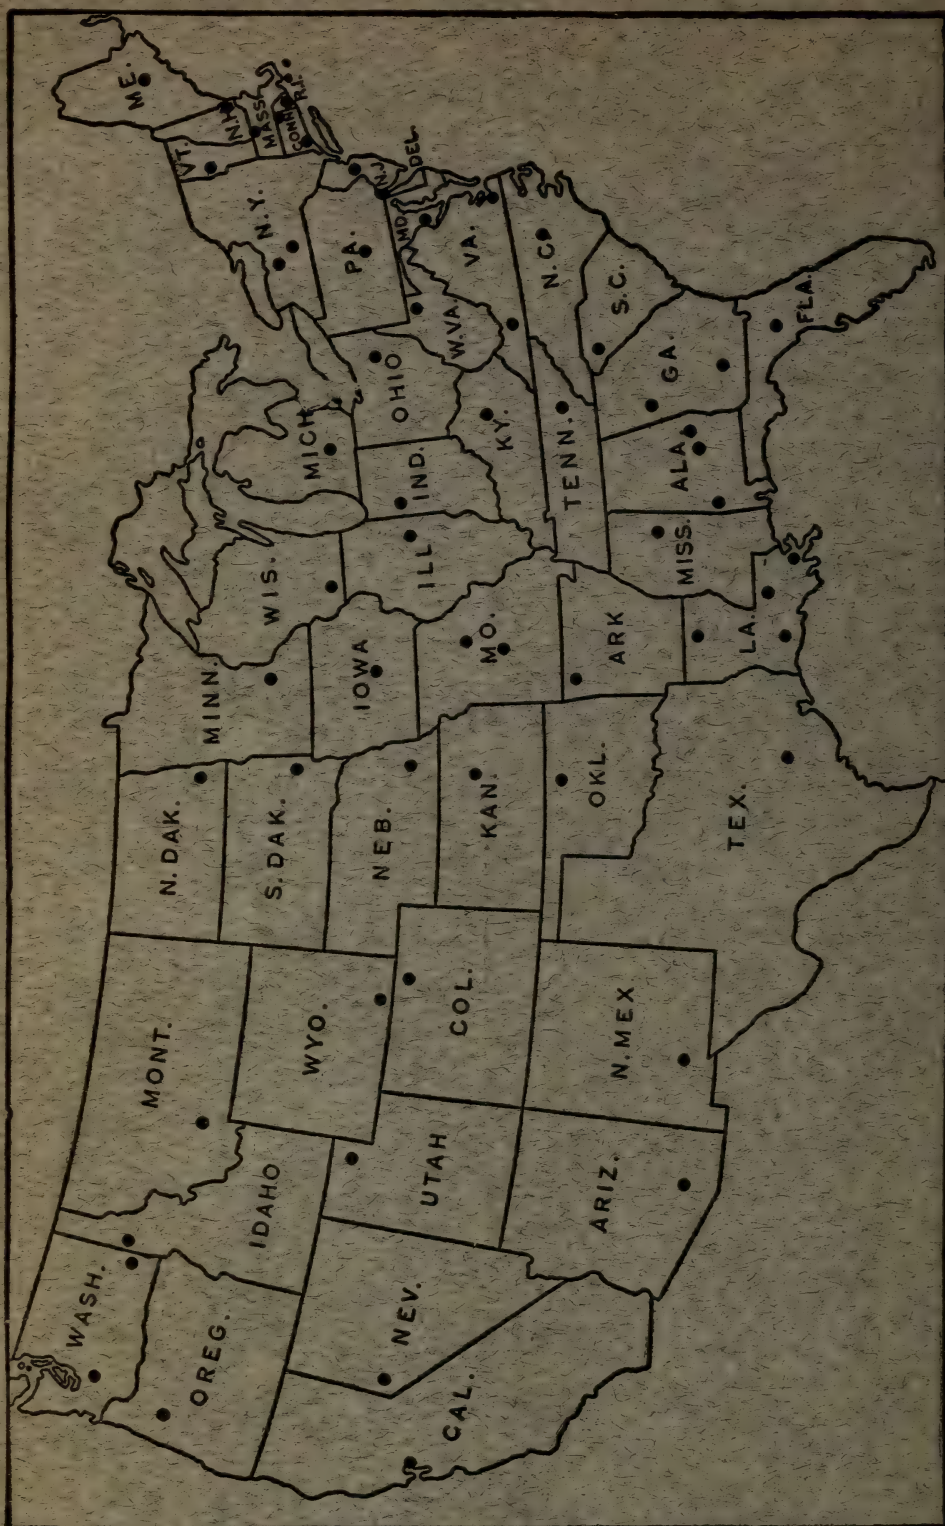 WASH.
OREG.
CAL.
NEV.
IDAHO
MONT.
WYO.
UTAH
ARIZ.
COL.
N.MEX
N.DAK.
S.DAK.
NEB.
KAN.
OKL.
TEX.
MINN.
IOWA
MO.
ARK
LA.
WIS.
ILL
MICH.
IND.
OHIO
KY.
TENN.
MISS.
ALA.
GA.
FLA.
S.C.
N.C.
VA.
W.VA.
MD.
DEL.
PA.
N.J.
N.Y.
VT.
N.H.
MASS.
CONN.
R.I.
ME.